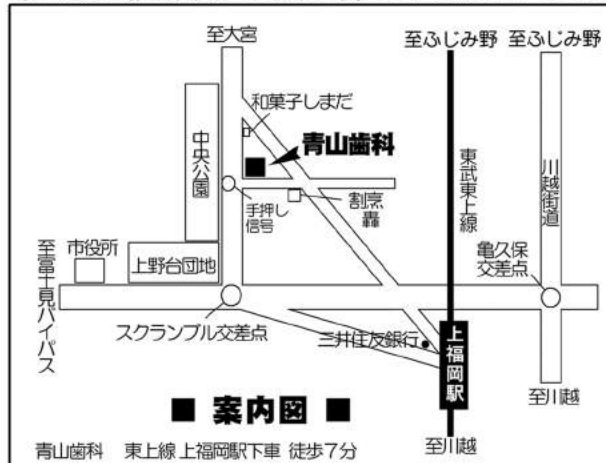 至大宮
至ふじみ野
至ふじみ野
和菓子しまだ
青山歯科
中央公園
東武東上線
川越街道
手押し
信号
割烹
轟
至富士見バイパス
市役所
上野台団地
亀久保
交差点
スクランブル交差点
三井住友銀行
上福岡駅
至川越
■ 案内図 ■
至川越
青山歯科 東上線 上福岡駅下車 徒歩7分